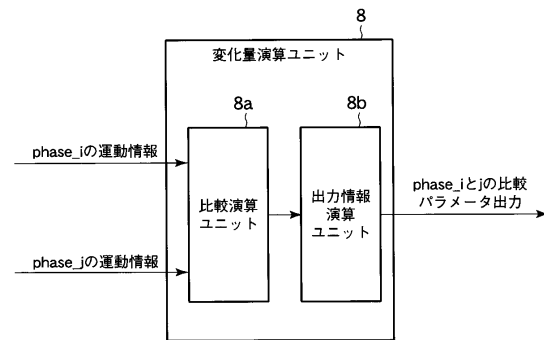 8
変化量演算ユニット
8a
8b
phase_iの運動情報
phase_jの運動情報
比較演算
ユニット
出力情報
演算
ユニット
phase_iとjの比較
パラメータ出力